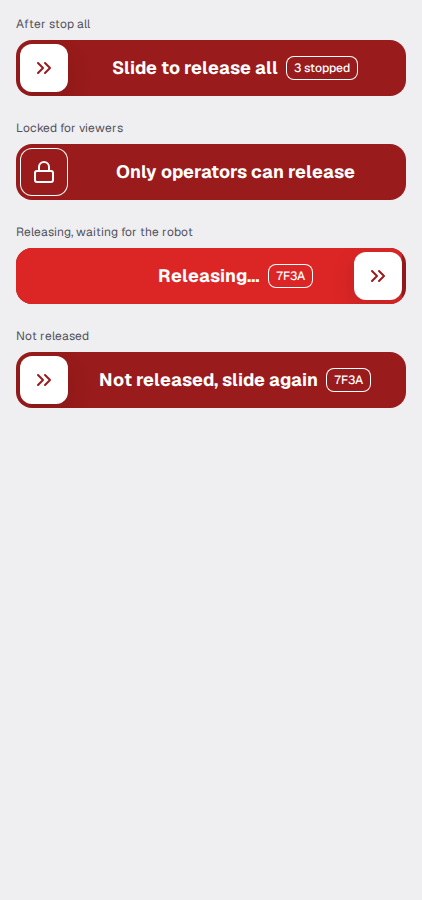 After stop all
Slide to release all 3 stopped
Locked for viewers
Only operators can release
Releasing, waiting for the robot
Releasing... 7F3A
Not released
Not released, slide again 7F3A